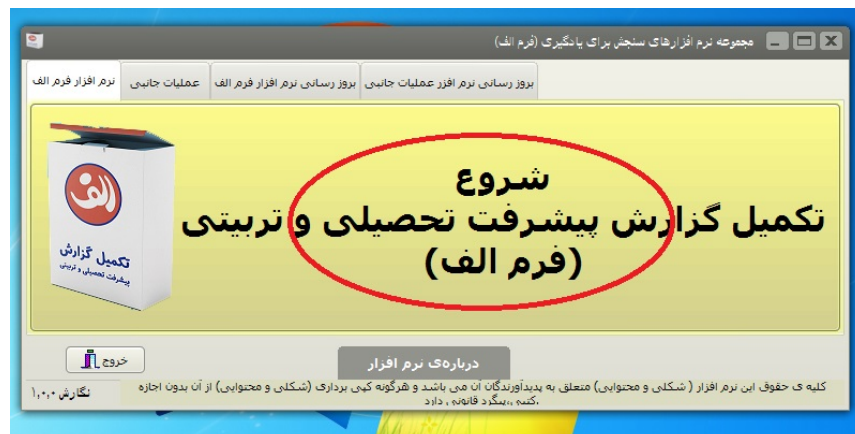 مجموعه نرم افزارهای سنجش برای یادگیری (فرم الف)
نرم افزار فرم الف
عملیات جانبی
بروز رسانی نرم افزار فرم الف
بروز رسانی نرم افزر عملیات جانبی
شروع
تکمیل گزارش پیشرفت تحصیلی و تربیتی
(فرم الف)
الف
تکمیل گزارش
پیشرفت تحصیلی و تربیتی
خروج
درباره‌ی نرم افزار
کلیه ی حقوق این نرم افزار ( شکلی و محتوایی) متعلق به پدیدآورندگان آن می باشد و هرگونه کپی برداری (شکلی و محتوایی) از آن بدون اجازه
کتبی،پیگرد قانونی دارد.
نگارش ۱,۰,۰